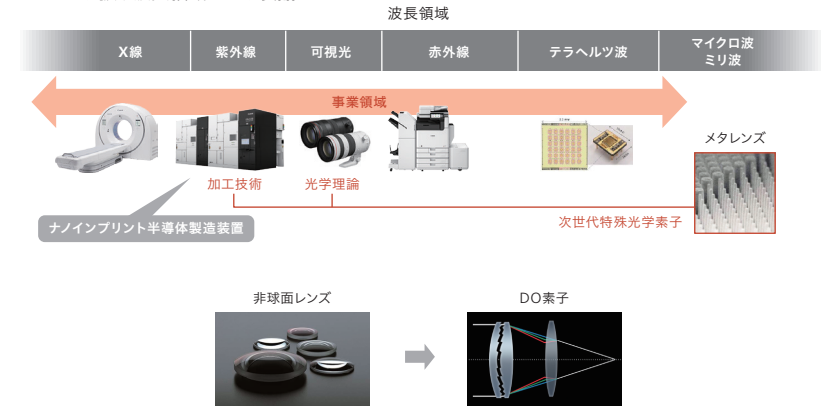 波長領域
X線
紫外線
可視光
赤外線
テラヘルツ波
マイクロ波
ミリ波
事業領域
メタレンズ
加工技術
光学理論
次世代特殊光学素子
ナノインプリント半導体製造装置
非球面レンズ
DO素子